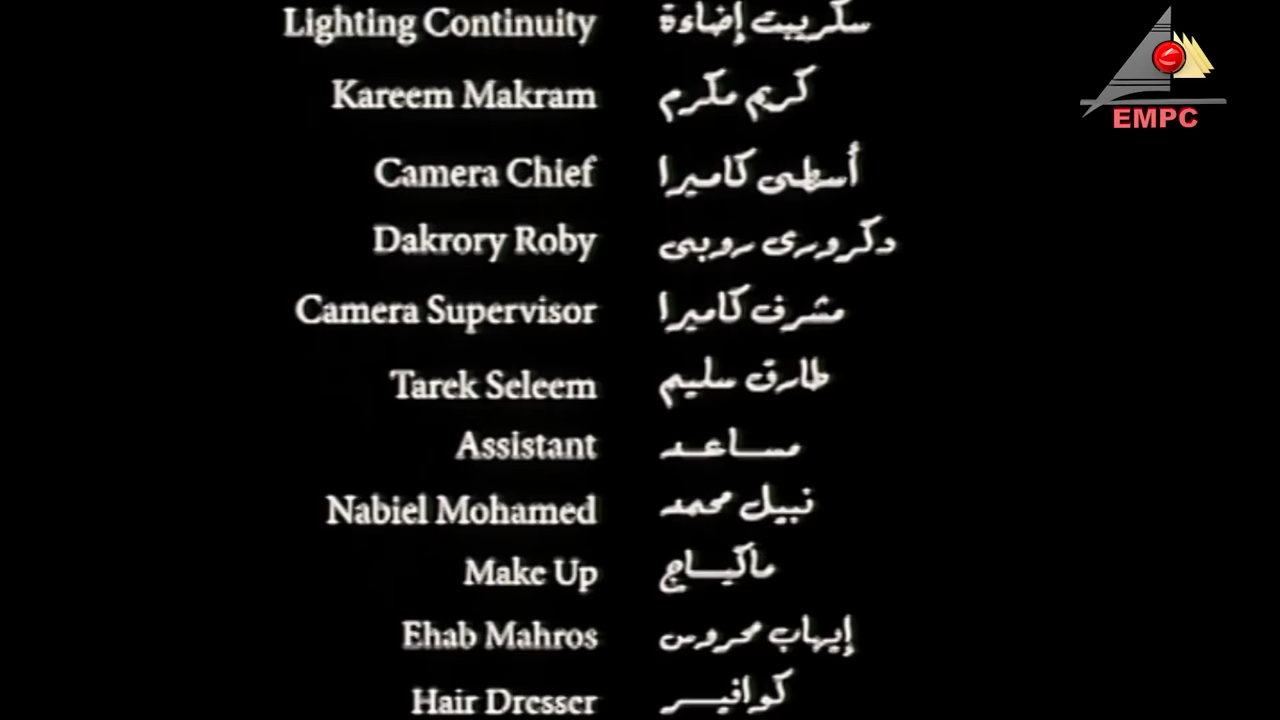 Lighting Continuity سكريبت إضاءة
Kareem Makram كريم مكرم
Camera Chief أسطى كاميرا
Dakrory Roby دكرورى روبى
Camera Supervisor مشرف كاميرا
Tarek Seleem طارق سليم
Assistant مساعد
Nabiel Mohamed نبيل محمد
Make Up ماكياج
Ehab Mahros إيهاب محروس
Hair Dresser كوافير
EMPC